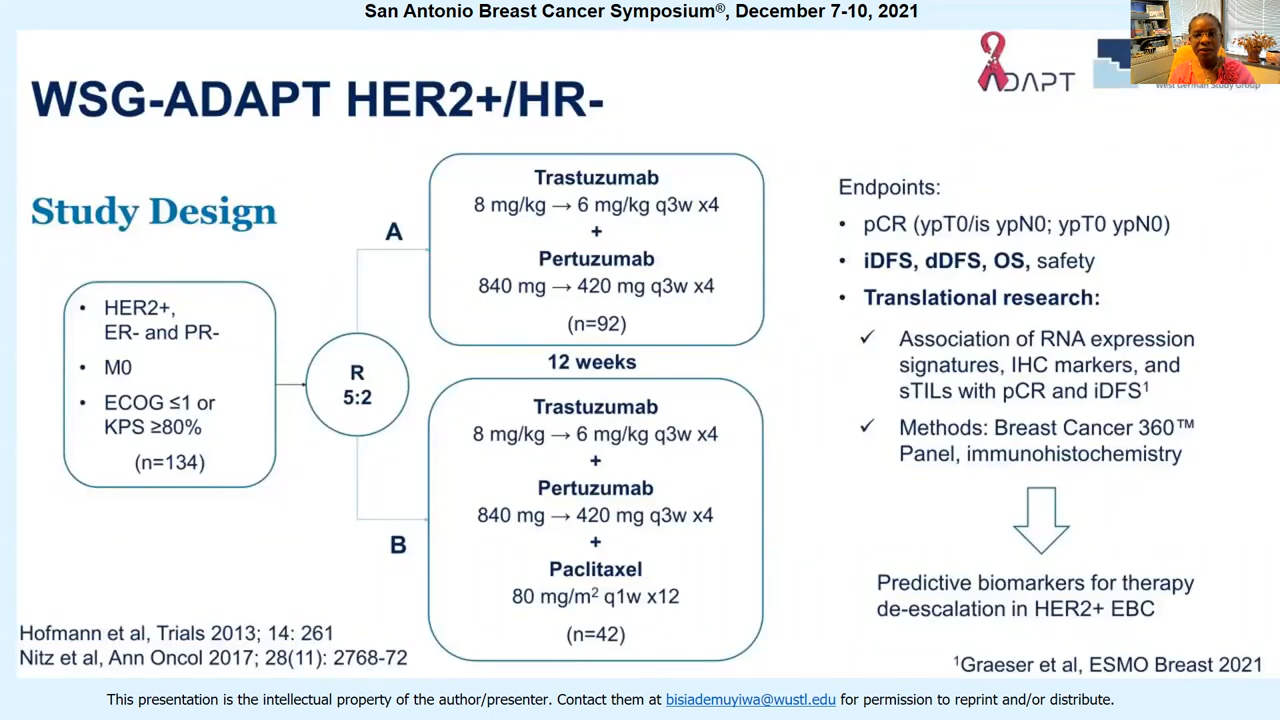 San Antonio Breast Cancer Symposium®, December 7-10, 2021
ADAPT
West German Study Group
WSG-ADAPT HER2+/HR-
Study Design
• HER2+,
ER- and PR-
• M0
• ECOG ≤1 or
KPS ≥80%
(n=134)
R
5:2
A
Trastuzumab
8 mg/kg → 6 mg/kg q3w x4
+
Pertuzumab
840 mg → 420 mg q3w x4
(n=92)
12 weeks
B
Trastuzumab
8 mg/kg → 6 mg/kg q3w x4
+
Pertuzumab
840 mg → 420 mg q3w x4
+
Paclitaxel
80 mg/m² q1w x12
(n=42)
Endpoints:
• pCR (ypT0/is ypN0; ypT0 ypN0)
• iDFS, dDFS, OS, safety
• Translational research:
✓ Association of RNA expression
signatures, IHC markers, and
sTILs with pCR and iDFS¹
✓ Methods: Breast Cancer 360™
Panel, immunohistochemistry
Predictive biomarkers for therapy
de-escalation in HER2+ EBC
Hofmann et al, Trials 2013; 14: 261
Nitz et al, Ann Oncol 2017; 28(11): 2768-72
¹Graeser et al, ESMO Breast 2021
This presentation is the intellectual property of the author/presenter. Contact them at bisiademuyiwa@wustl.edu for permission to reprint and/or distribute.